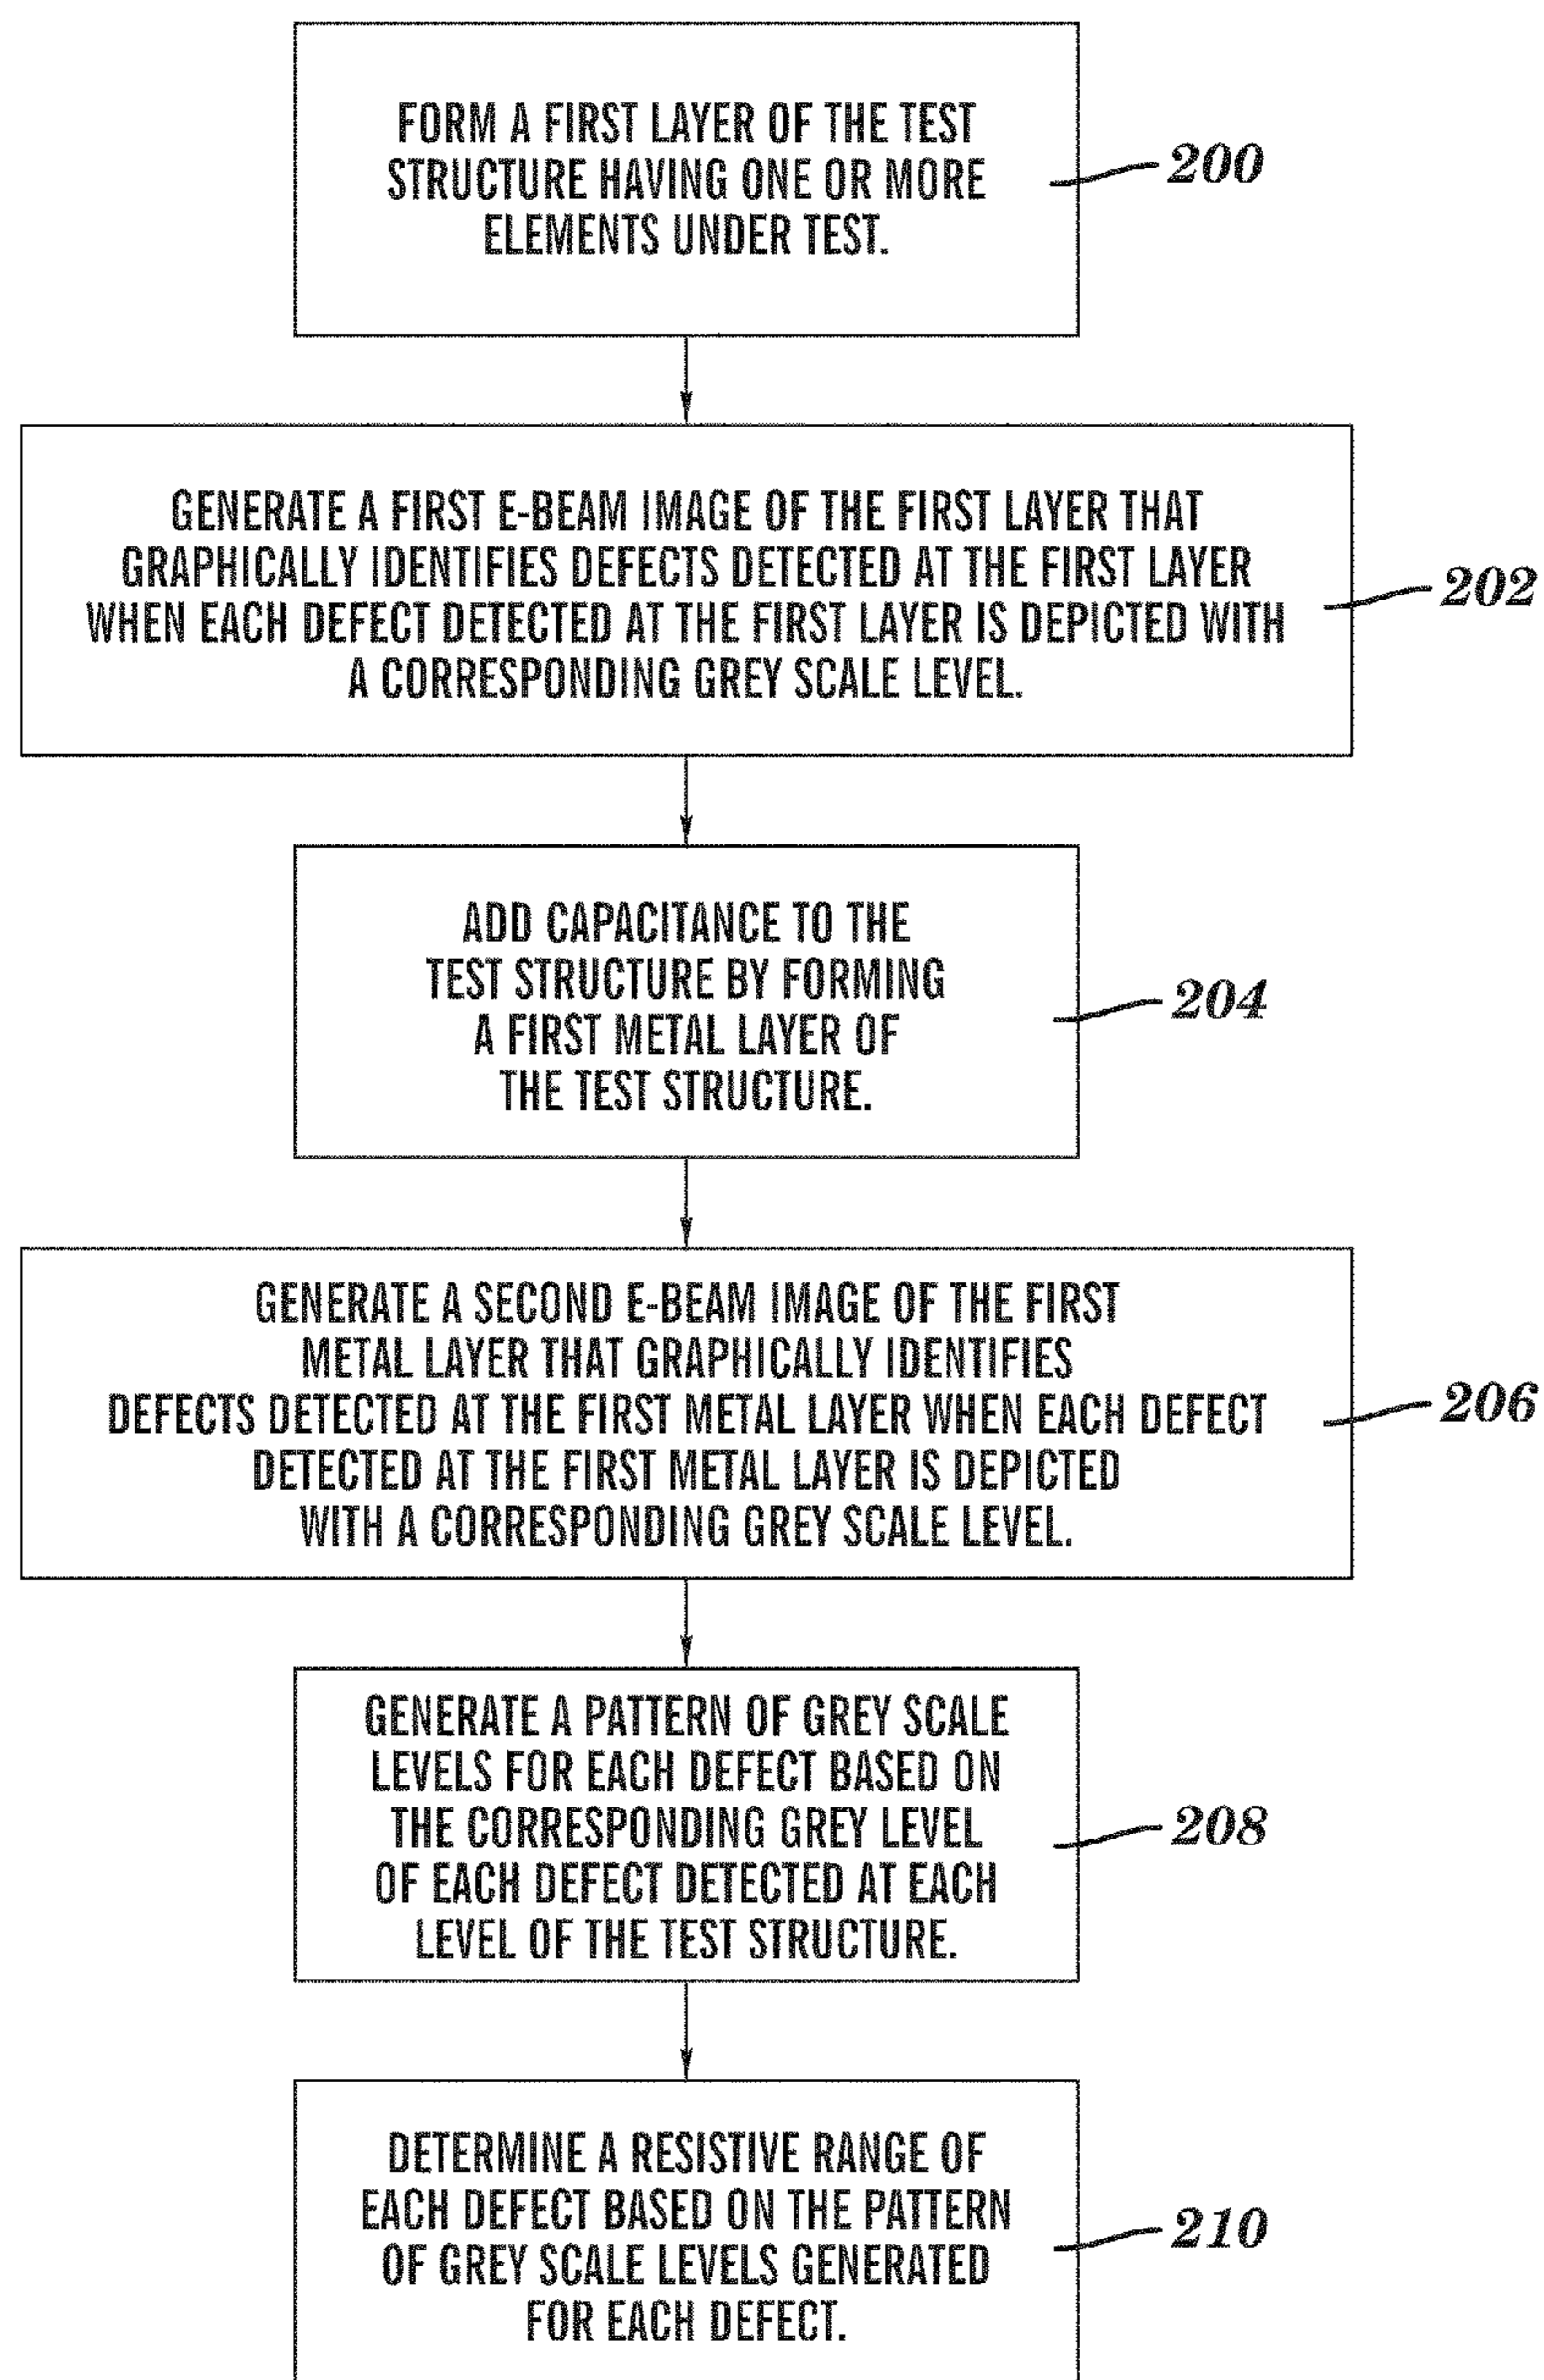 FORM A FIRST LAYER OF THE TEST
STRUCTURE HAVING ONE OR MORE
ELEMENTS UNDER TEST.
200
GENERATE A FIRST E-BEAM IMAGE OF THE FIRST LAYER THAT
GRAPHICALLY IDENTIFIES DEFECTS DETECTED AT THE FIRST LAYER
WHEN EACH DEFECT DETECTED AT THE FIRST LAYER IS DEPICTED WITH
A CORRESPONDING GREY SCALE LEVEL.
202
ADD CAPACITANCE TO THE
TEST STRUCTURE BY FORMING
A FIRST METAL LAYER OF
THE TEST STRUCTURE.
204
GENERATE A SECOND E-BEAM IMAGE OF THE FIRST
METAL LAYER THAT GRAPHICALLY IDENTIFIES
DEFECTS DETECTED AT THE FIRST METAL LAYER WHEN EACH DEFECT
DETECTED AT THE FIRST METAL LAYER IS DEPICTED
WITH A CORRESPONDING GREY SCALE LEVEL.
206
GENERATE A PATTERN OF GREY SCALE
LEVELS FOR EACH DEFECT BASED ON
THE CORRESPONDING GREY LEVEL
OF EACH DEFECT DETECTED AT EACH
LEVEL OF THE TEST STRUCTURE.
208
DETERMINE A RESISTIVE RANGE OF
EACH DEFECT BASED ON THE PATTERN
OF GREY SCALE LEVELS GENERATED
FOR EACH DEFECT.
210